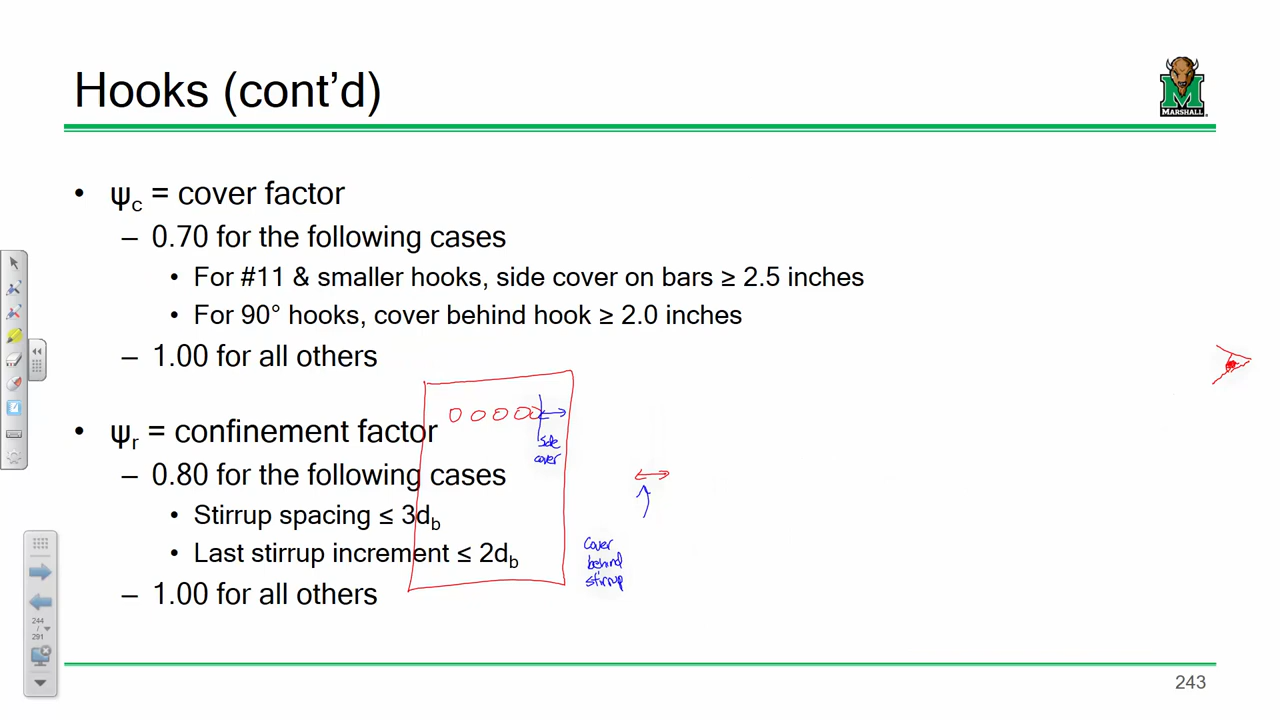 Hooks (cont’d)
MARSHALL
• ψc = cover factor
– 0.70 for the following cases
• For #11 & smaller hooks, side cover on bars ≥ 2.5 inches
• For 90° hooks, cover behind hook ≥ 2.0 inches
– 1.00 for all others
• ψr = confinement factor
– 0.80 for the following cases
• Stirrup spacing ≤ 3db
• Last stirrup increment ≤ 2db
– 1.00 for all others
side
cover
Cover
behind
stirrup
244
/
291
243